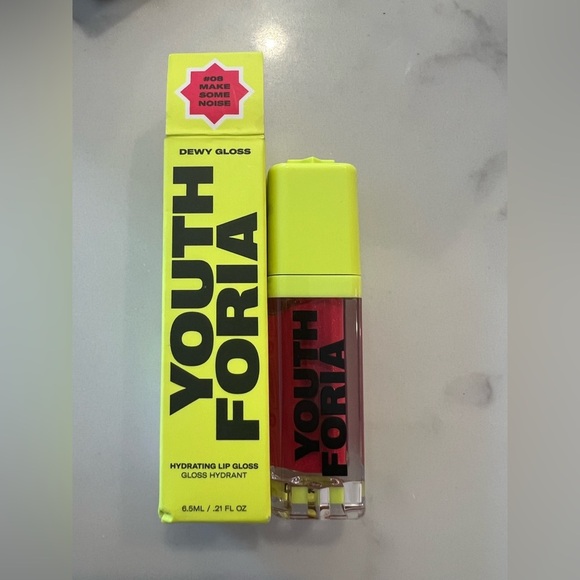 #08
MAKE
SOME
NOISE
DEWY GLOSS
YOUTH
FORIA
HYDRATING LIP GLOSS
GLOSS HYDRANT
6.5ML / .21 FL OZ
YOUTH
FORIA